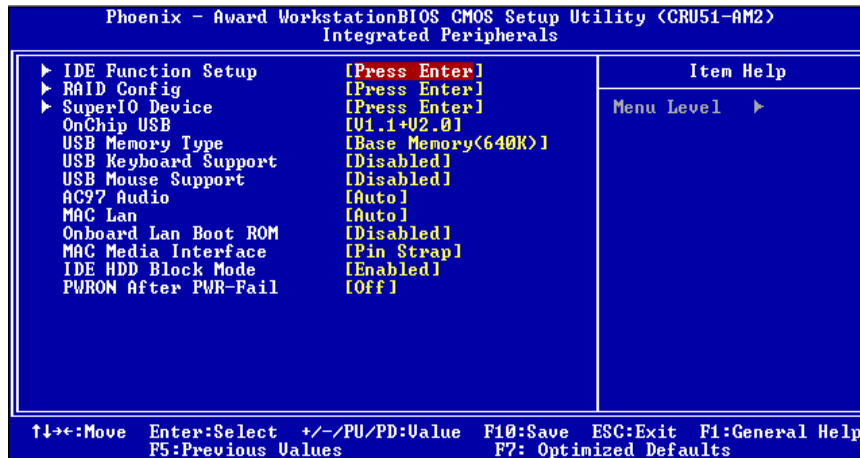 Phoenix - Award WorkstationBIOS CMOS Setup Utility (CRU51-AM2)
Integrated Peripherals
► IDE Function Setup [Press Enter]
► RAID Config [Press Enter]
► SuperIO Device [Press Enter]
OnChip USB [V1.1+V2.0]
USB Memory Type [Base Memory(640K)]
USB Keyboard Support [Disabled]
USB Mouse Support [Disabled]
AC97 Audio [Auto]
MAC Lan [Auto]
Onboard Lan Boot ROM [Disabled]
MAC Media Interface [Pin Strap]
IDE HDD Block Mode [Enabled]
PWRON After PWR-Fail [Off]
Item Help
Menu Level ►
↑↓→←:Move Enter:Select +/-/PU/PD:Value F10:Save ESC:Exit F1:General Help
F5:Previous Values F7: Optimized Defaults